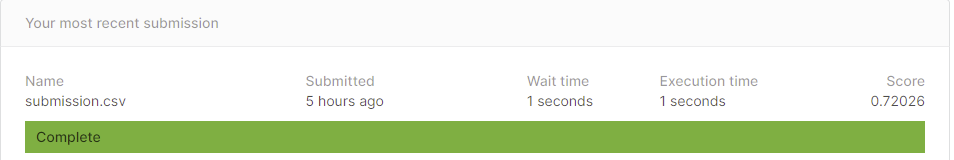 Your most recent submission
Name Submitted Wait time Execution time Score
submission.csv 5 hours ago 1 seconds 1 seconds 0.72026
Complete